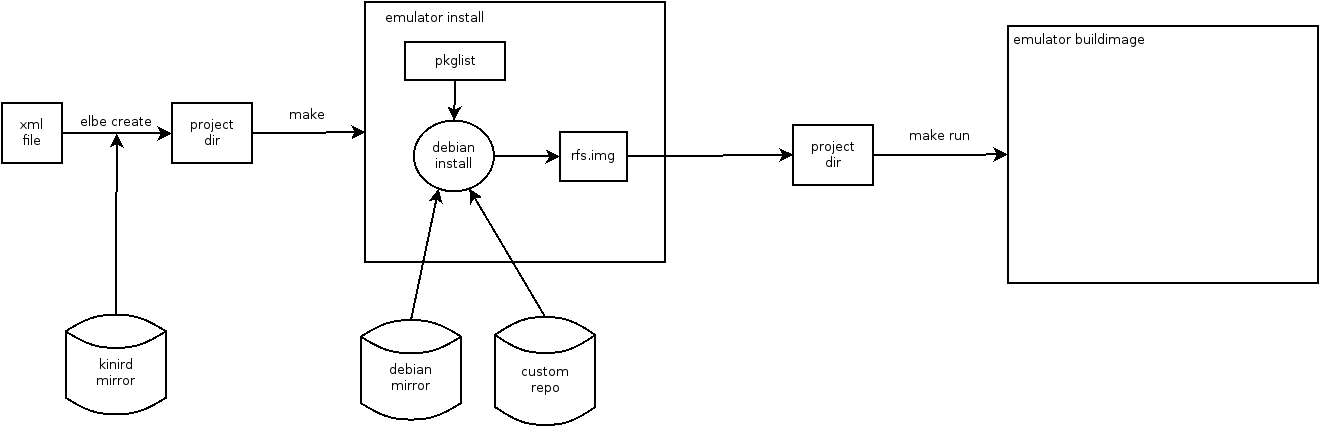 emulator install
emulator buildimage
pkglist
xml
file
elbe create
project
dir
make
debian
install
rfs.img
project
dir
make run
kinird
mirror
debian
mirror
custom
repo